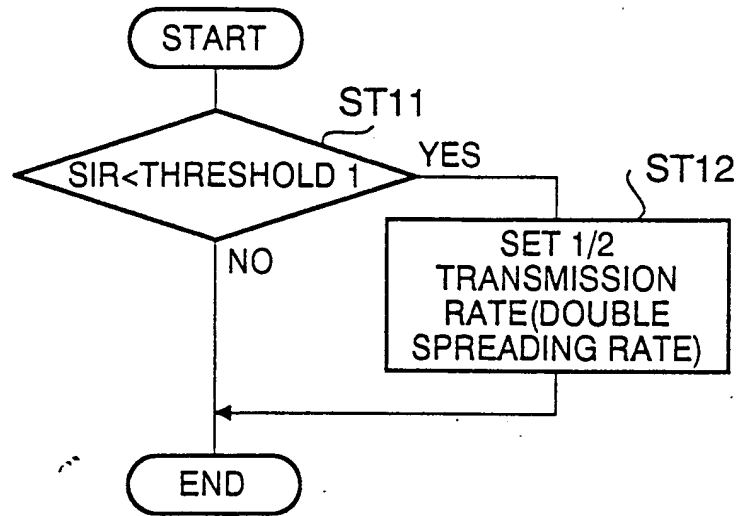 START
ST11
SIR<THRESHOLD 1
YES
ST12
SET 1/2
TRANSMISSION
RATE(DOUBLE
SPREADING RATE)
NO
END